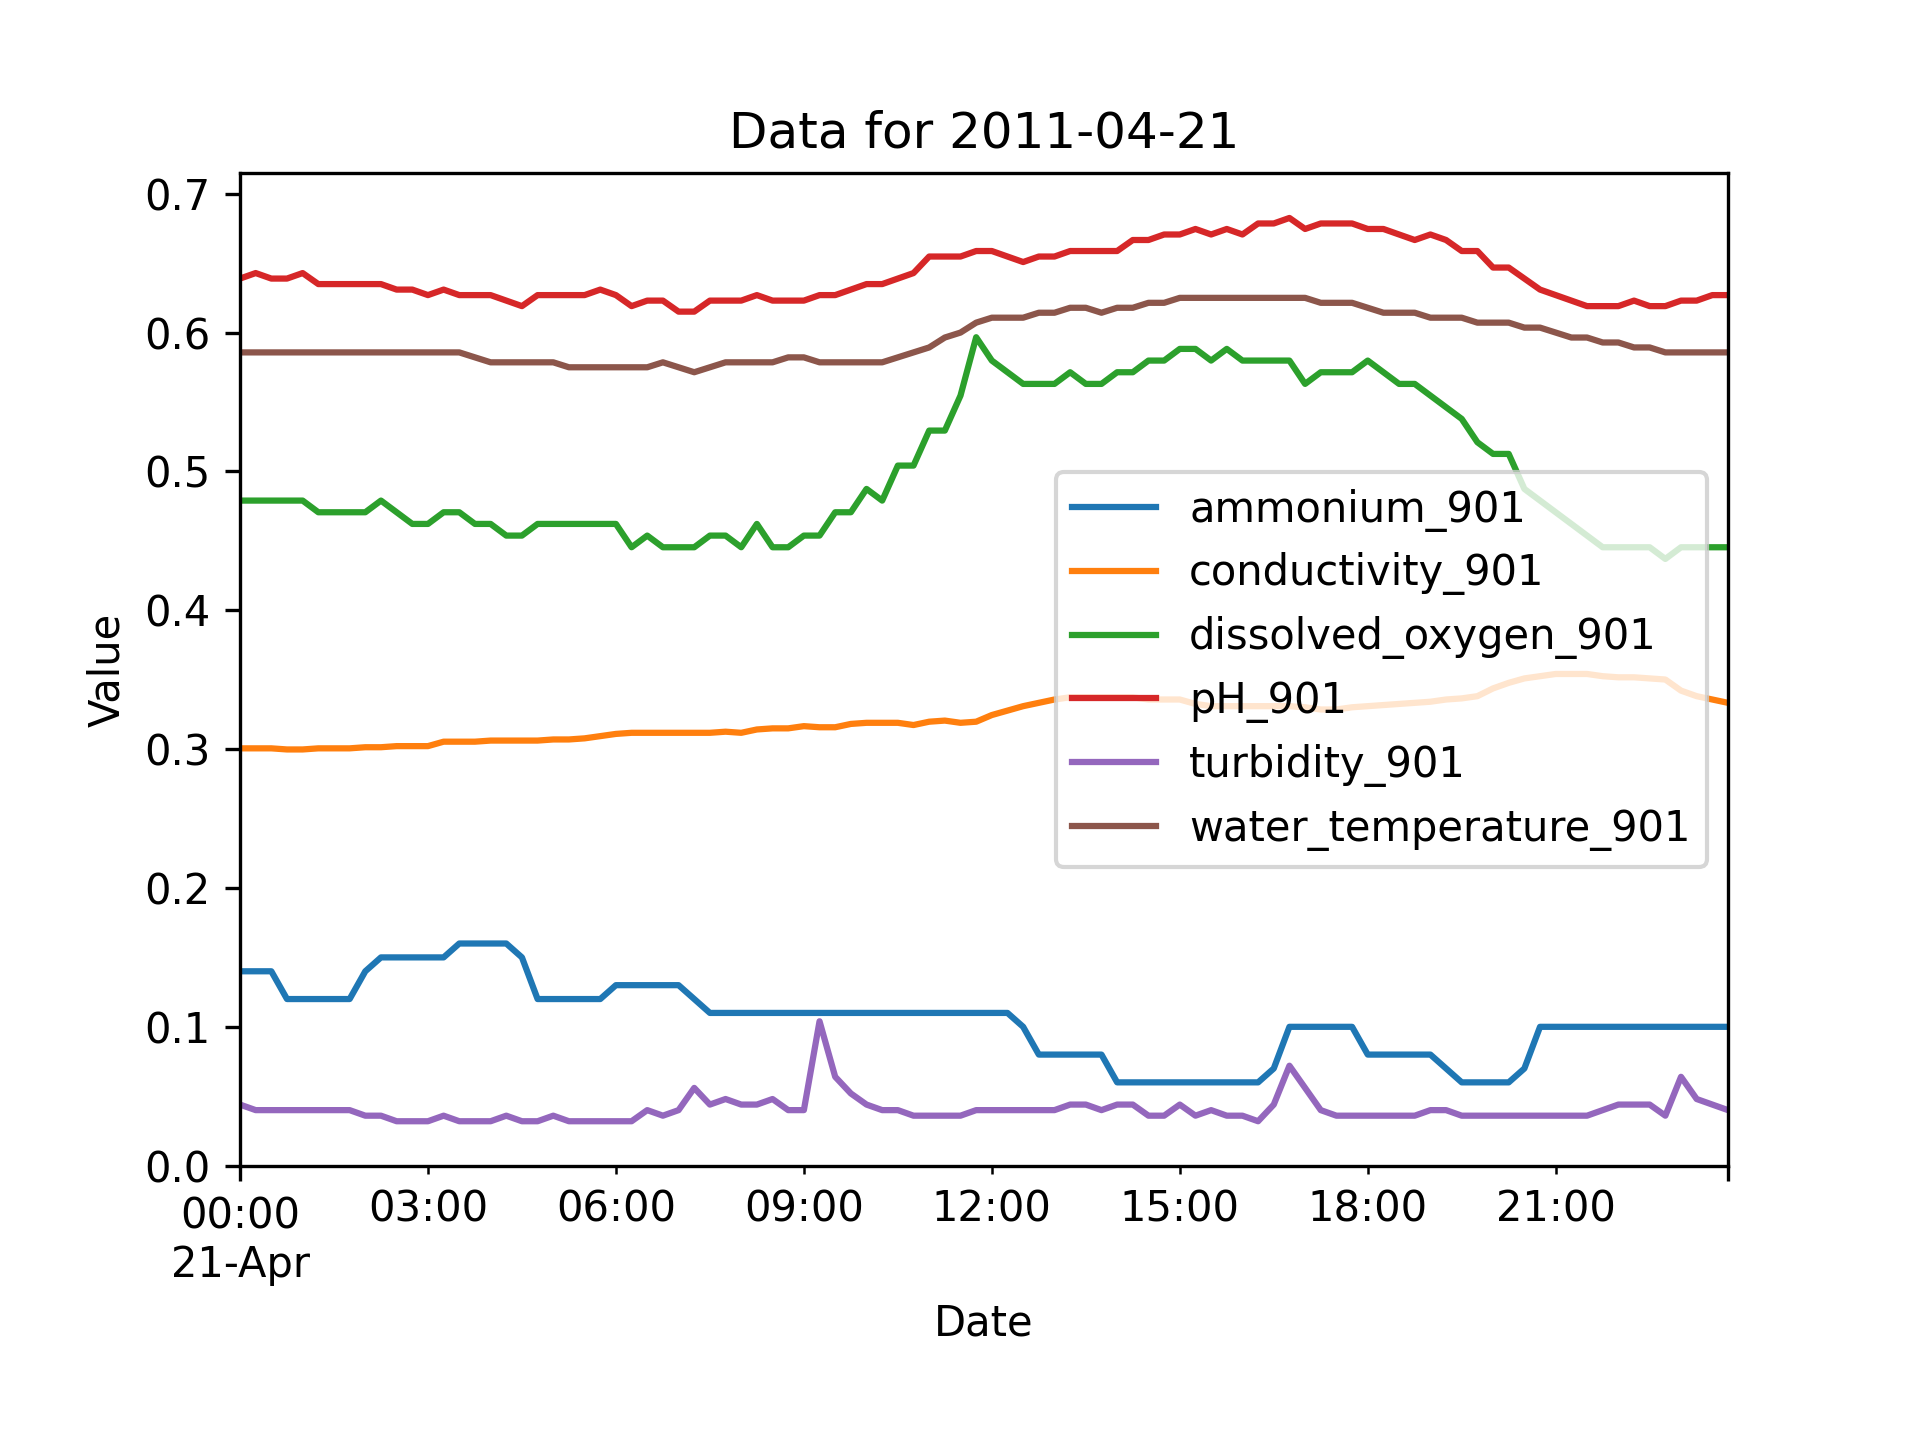 Data for 2011-04-21
0.7
0.6
0.5
0.4
0.3
0.2
0.1
0.0
Value
ammonium_901
conductivity_901
dissolved_oxygen_901
pH_901
turbidity_901
water_temperature_901
00:00 03:00 06:00 09:00 12:00 15:00 18:00 21:00
21-Apr
Date